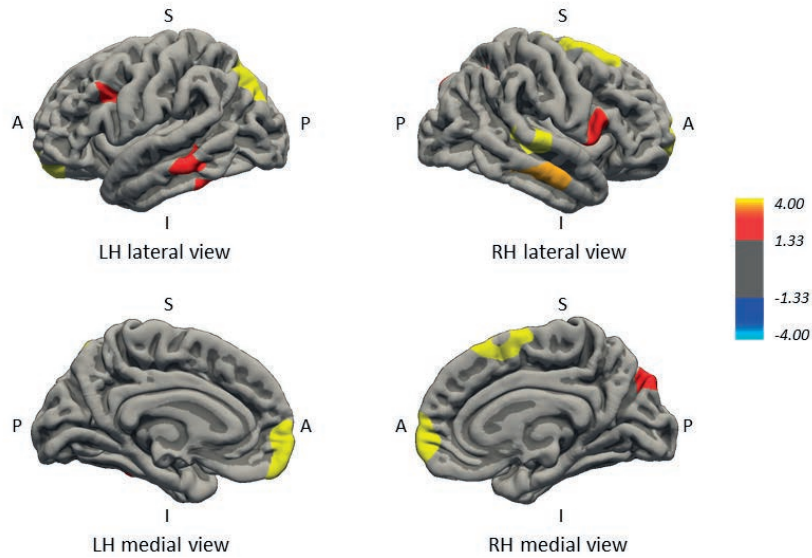 S
S
A
P
P
A
I
I
LH lateral view
RH lateral view
4.00
1.33
-1.33
-4.00
S
S
P
A
A
P
I
I
LH medial view
RH medial view